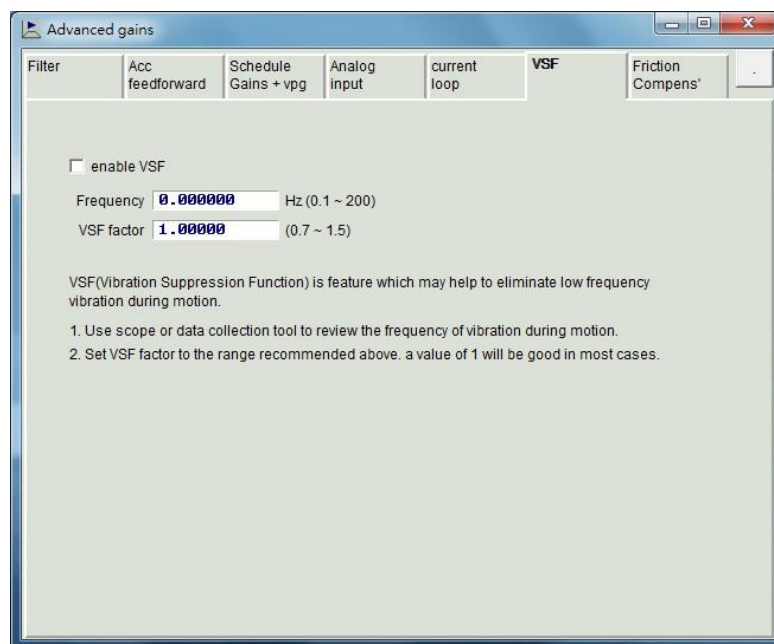 Advanced gains
Filter
Acc
feedforward
Schedule
Gains + vpg
Analog
input
current
loop
VSF
Friction
Compens'
.
enable VSF
Frequency 0.000000 Hz (0.1 ~ 200)
VSF factor 1.00000 (0.7 ~ 1.5)
VSF(Vibration Suppression Function) is feature which may help to eliminate low frequency
vibration during motion.
1. Use scope or data collection tool to review the frequency of vibration during motion.
2. Set VSF factor to the range recommended above. a value of 1 will be good in most cases.